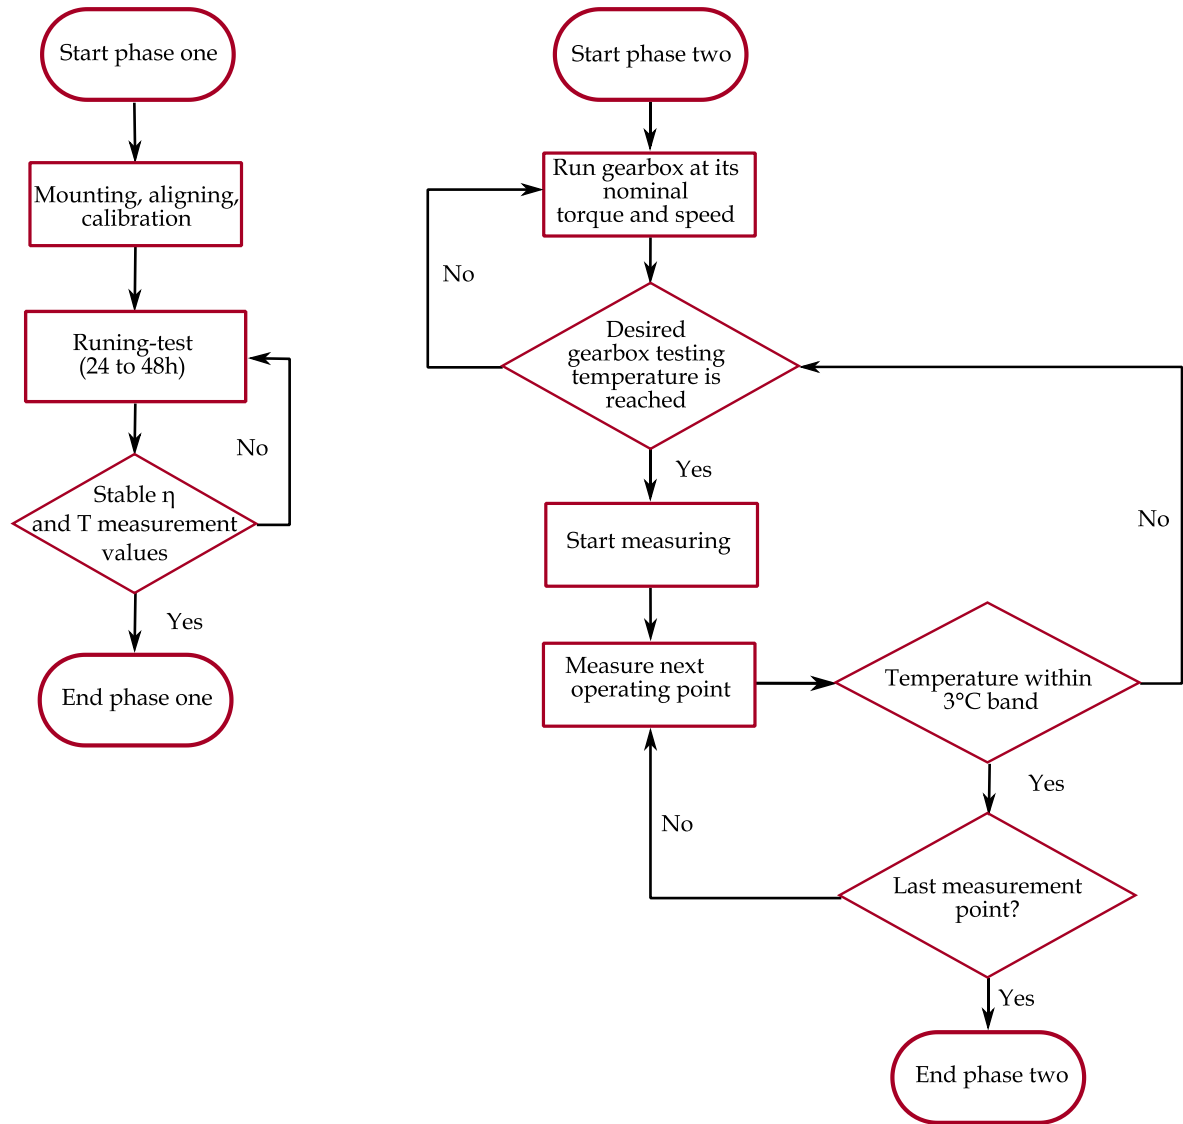 Start phase one
Mounting, aligning,
calibration
Runing-test
(24 to 48h)
No
Stable η
and T measurement
values
Yes
End phase one
Start phase two
Run gearbox at its
nominal
torque and speed
No
Desired
gearbox testing
temperature is
reached
Yes
Start measuring
No
Measure next
operating point
Temperature within
3°C band
Yes
No
Last measurement
point?
Yes
End phase two